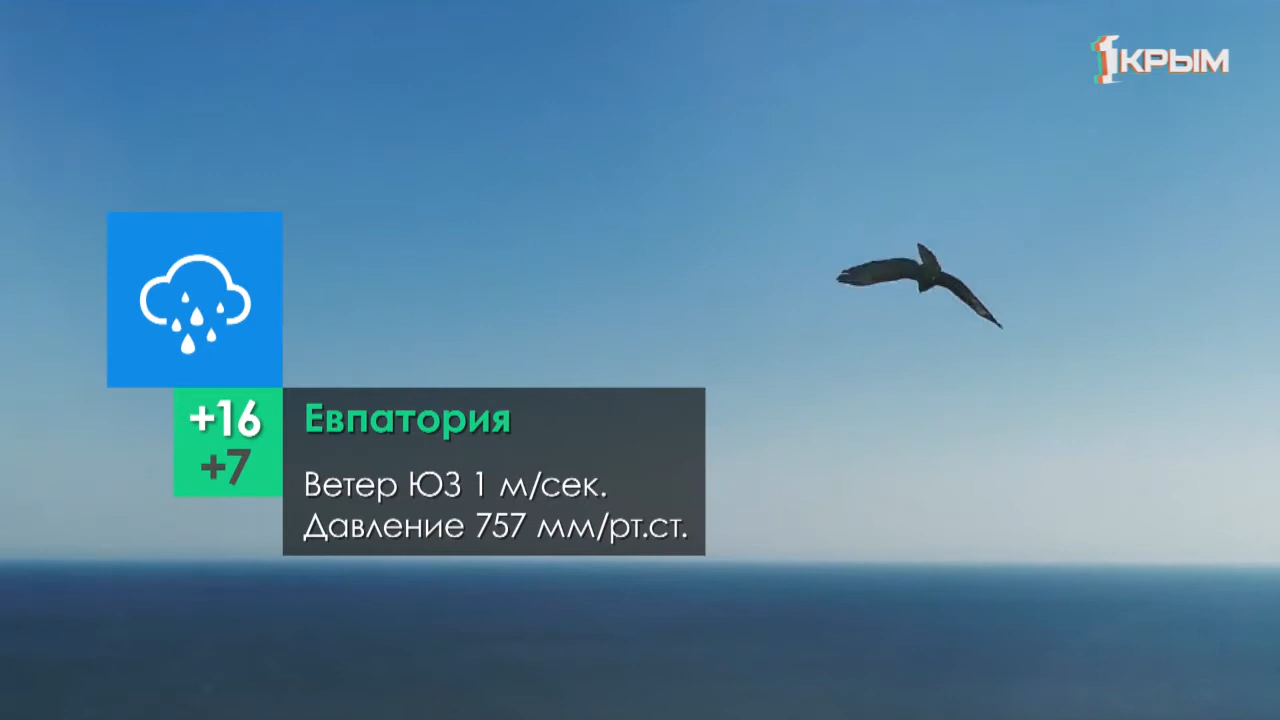 1КРЫМ
+16
+7
Евпатория
Ветер ЮЗ 1 м/сек.
Давление 757 мм/рт.ст.